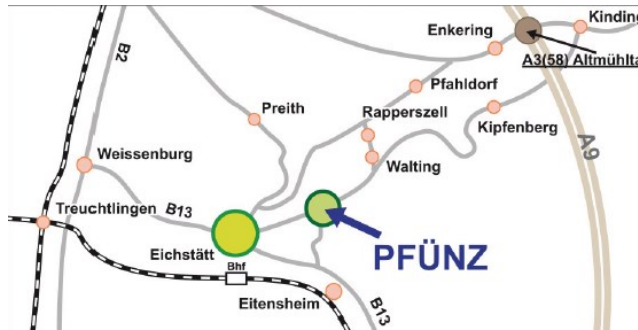 Kinding
Enkering
B2
A3(58) Altmühlta
Pfahldorf
Preith
Rapperszell
Kipfenberg
A9
Weissenburg
Walting
B13
Treuchtlingen
Eichstätt
PFÜNZ
Bhf
Eitensheim
B13